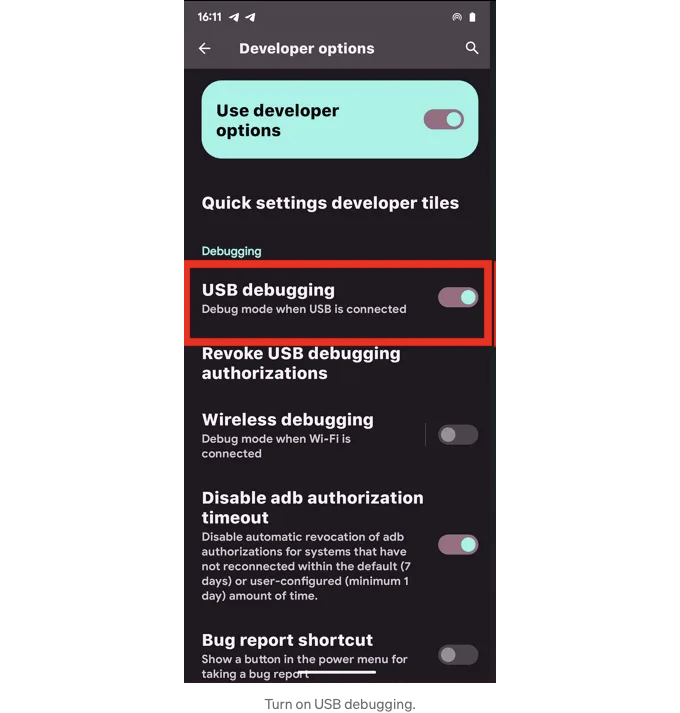 16:11
Developer options
Use developer
options
Quick settings developer tiles
Debugging
USB debugging
Debug mode when USB is connected
Revoke USB debugging
authorizations
Wireless debugging
Debug mode when Wi-Fi is
connected
Disable adb authorization
timeout
Disable automatic revocation of adb
authorizations for systems that have
not reconnected within the default (7
days) or user-configured (minimum 1
day) amount of time.
Bug report shortcut
Show a button in the power menu for
taking a bug report
Turn on USB debugging.